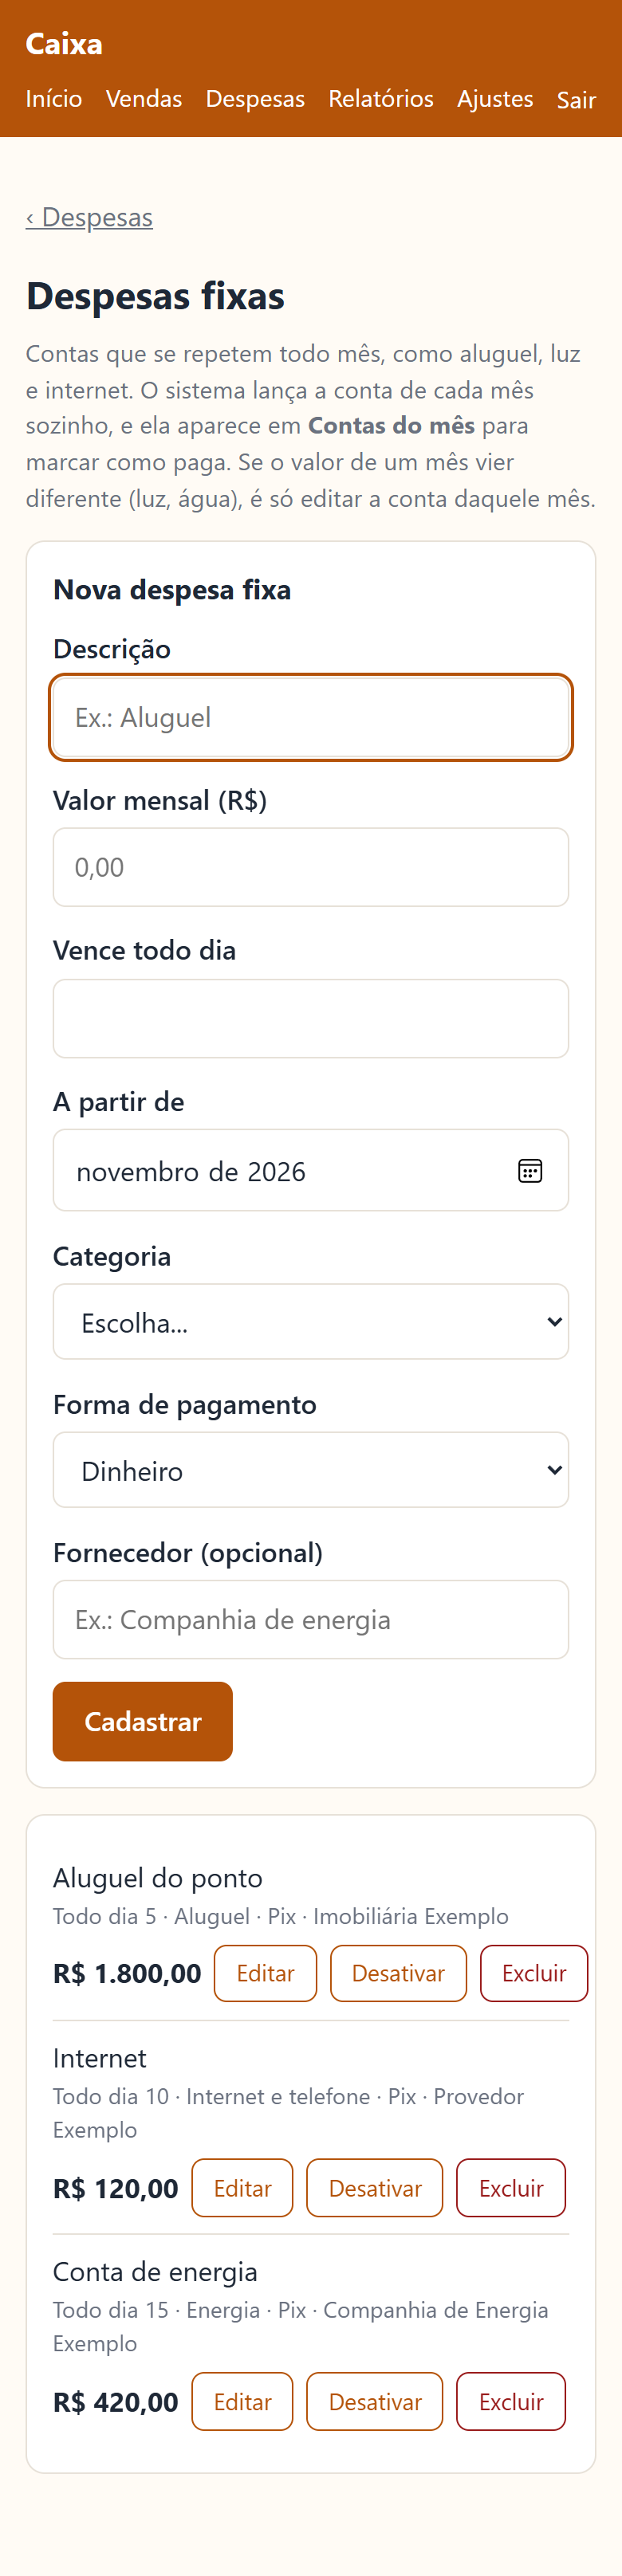 Caixa
Início Vendas Despesas Relatórios Ajustes Sair
‹ Despesas
Despesas fixas
Contas que se repetem todo mês, como aluguel, luz
e internet. O sistema lança a conta de cada mês
sozinho, e ela aparece em Contas do mês para
marcar como paga. Se o valor de um mês vier
diferente (luz, água), é só editar a conta daquele mês.
Nova despesa fixa
Descrição
Ex.: Aluguel
Valor mensal (R$)
0,00
Vence todo dia
A partir de
novembro de 2026
Categoria
Escolha...
Forma de pagamento
Dinheiro
Fornecedor (opcional)
Ex.: Companhia de energia
Cadastrar
Aluguel do ponto
Todo dia 5 · Aluguel · Pix · Imobiliária Exemplo
R$ 1.800,00 Editar Desativar Excluir
Internet
Todo dia 10 · Internet e telefone · Pix · Provedor
Exemplo
R$ 120,00 Editar Desativar Excluir
Conta de energia
Todo dia 15 · Energia · Pix · Companhia de Energia
Exemplo
R$ 420,00 Editar Desativar Excluir